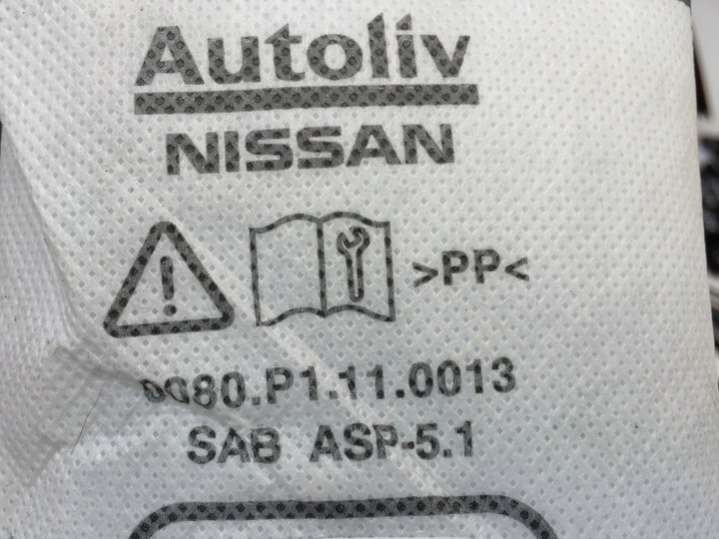 Autoliv
NISSAN
>PP<
0080.P1.11.0013
SAB ASP-5.1